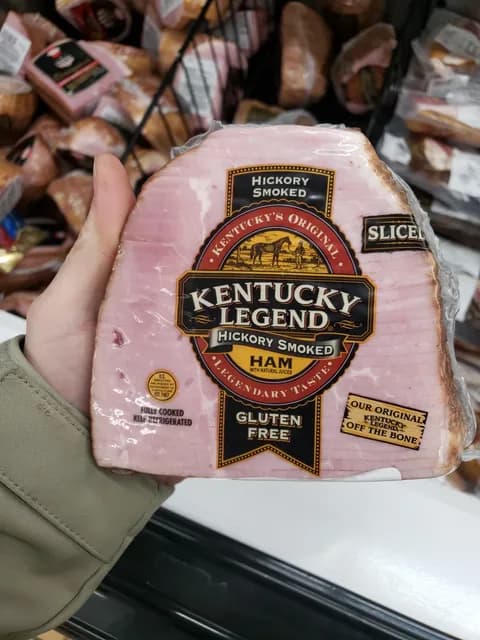 HICKORY
SMOKED
KENTUCKY'S ORIGINAL
SLICED
KENTUCKY
LEGEND
HICKORY SMOKED
HAM
WITH NATURAL JUICES
LEGENDARY TASTE
FULLY COOKED
KEEP REFRIGERATED
GLUTEN
FREE
OUR ORIGINAL
KENTUCKY
LEGEND
OFF THE BONE